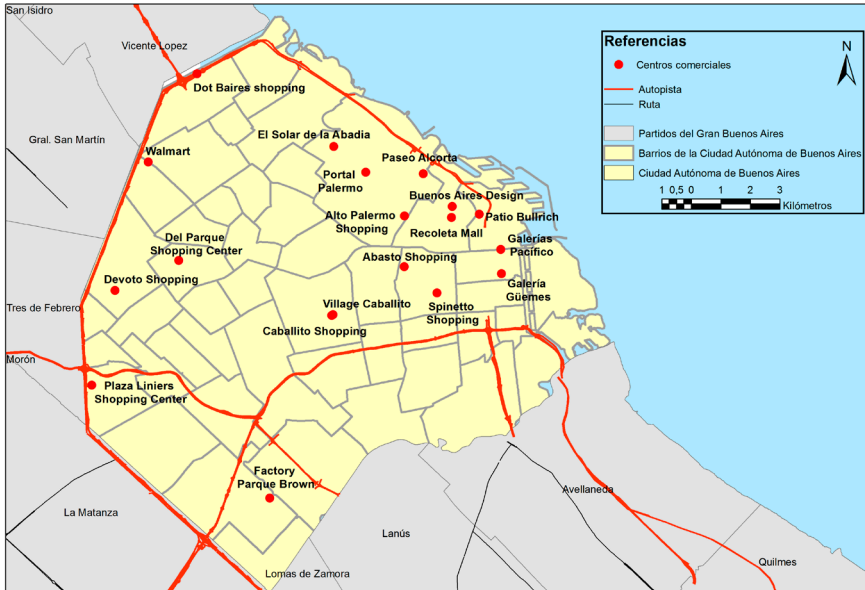 San Isidro
Vicente Lopez
Dot Baires shopping
Gral. San Martín
Walmart
El Solar de la Abadia
Paseo Alcorta
Portal
Palermo
Buenos Aires Design
Alto Palermo
Shopping
Patio Bullrich
Recoleta Mall
Del Parque
Shopping Center
Galerías
Pacífico
Abasto Shopping
Devoto Shopping
Galería
Güemes
Tres de Febrero
Village Caballito
Spinetto
Shopping
Caballito Shopping
Morón
Plaza Liniers
Shopping Center
Factory
Parque Brown
La Matanza
Avellaneda
Lanús
Quilmes
Lomas de Zamora
Referencias
N
Centros comerciales
Autopista
Ruta
Partidos del Gran Buenos Aires
Barrios de la Ciudad Autónoma de Buenos Aires
Ciudad Autónoma de Buenos Aires
1 0,5 0 1 2 3
Kilómetros